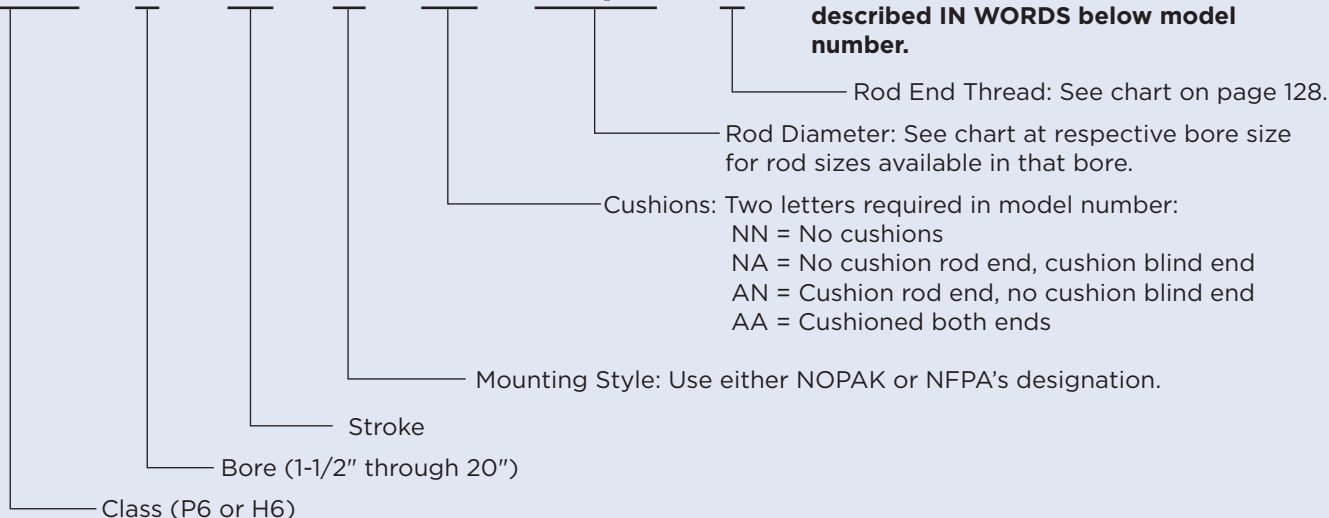 described IN WORDS below model
number.
Rod End Thread: See chart on page 128.
Rod Diameter: See chart at respective bore size
for rod sizes available in that bore.
Cushions: Two letters required in model number:
NN = No cushions
NA = No cushion rod end, cushion blind end
AN = Cushion rod end, no cushion blind end
AA = Cushioned both ends
Mounting Style: Use either NOPAK or NFPA's designation.
Stroke
Bore (1-1/2" through 20")
Class (P6 or H6)